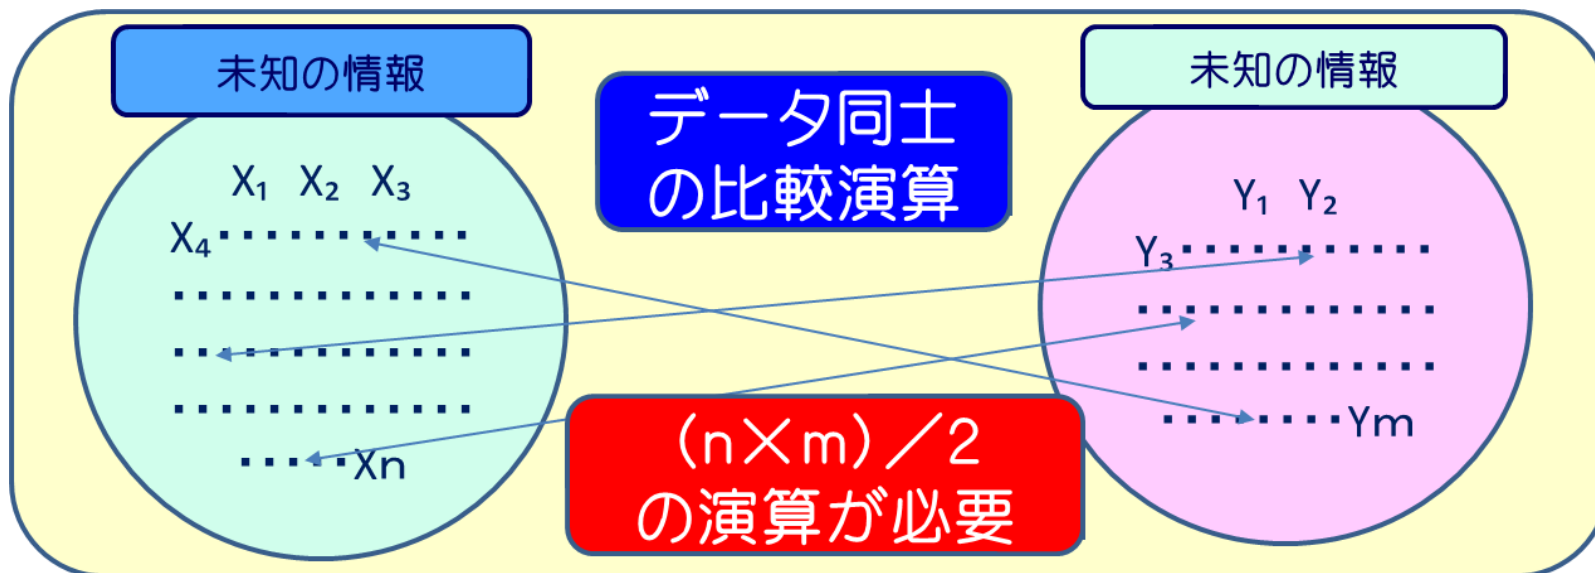 未知の情報
未知の情報
データ同士
の比較演算
X₁ X₂ X₃
X₄
Xn
Y₁ Y₂
Y₃
Ym
(n×m)/2
の演算が必要